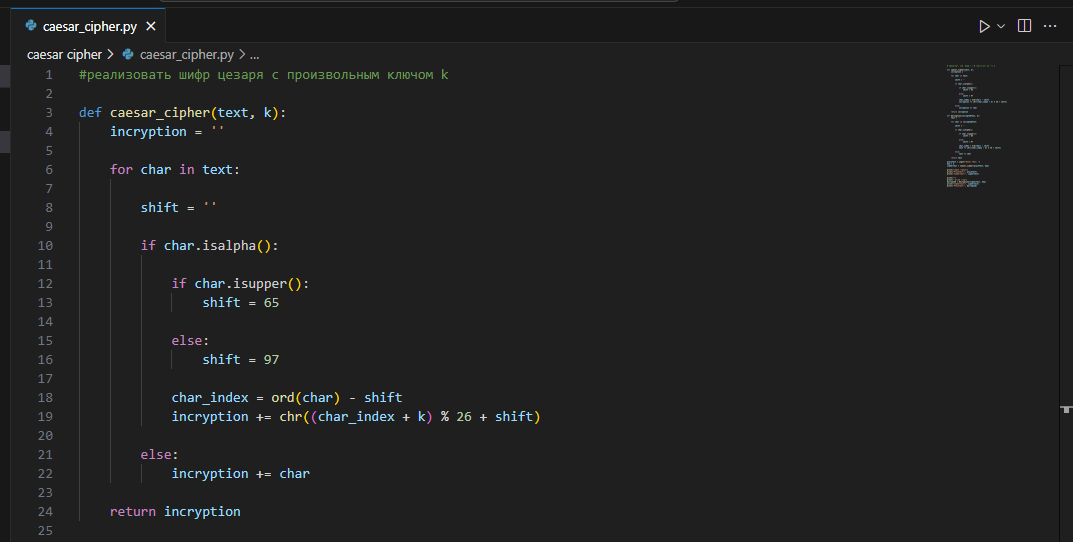 caesar_cipher.py
caesar cipher > caesar_cipher.py > ...
1 #реализовать шифр цезаря с произвольным ключом k
2
3 def caesar_cipher(text, k):
4 incryption = ''
5
6 for char in text:
7
8 shift = ''
9
10 if char.isalpha():
11
12 if char.isupper():
13 shift = 65
14
15 else:
16 shift = 97
17
18 char_index = ord(char) - shift
19 incryption += chr((char_index + k) % 26 + shift)
20
21 else:
22 incryption += char
23
24 return incryption
25